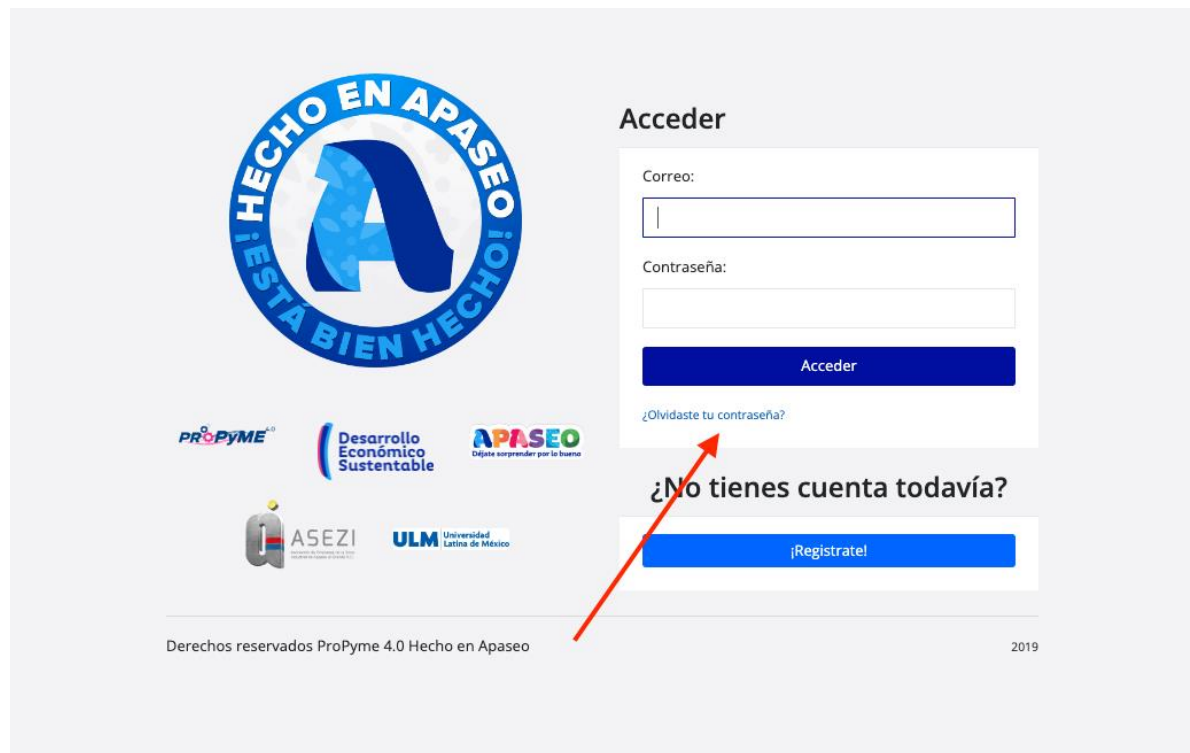 HECHO EN APASEO
¡ESTÁ BIEN HECHO!
A
PROPyME 4.0
Desarrollo
Económico
Sustentable
APASEO
Déjate sorprender por lo bueno
ASEZI
ULM Universidad
Latina de México
Acceder
Correo:
Contraseña:
Acceder
¿Olvidaste tu contraseña?
¿No tienes cuenta todavía?
¡Registrate!
Derechos reservados ProPyme 4.0 Hecho en Apaseo
2019